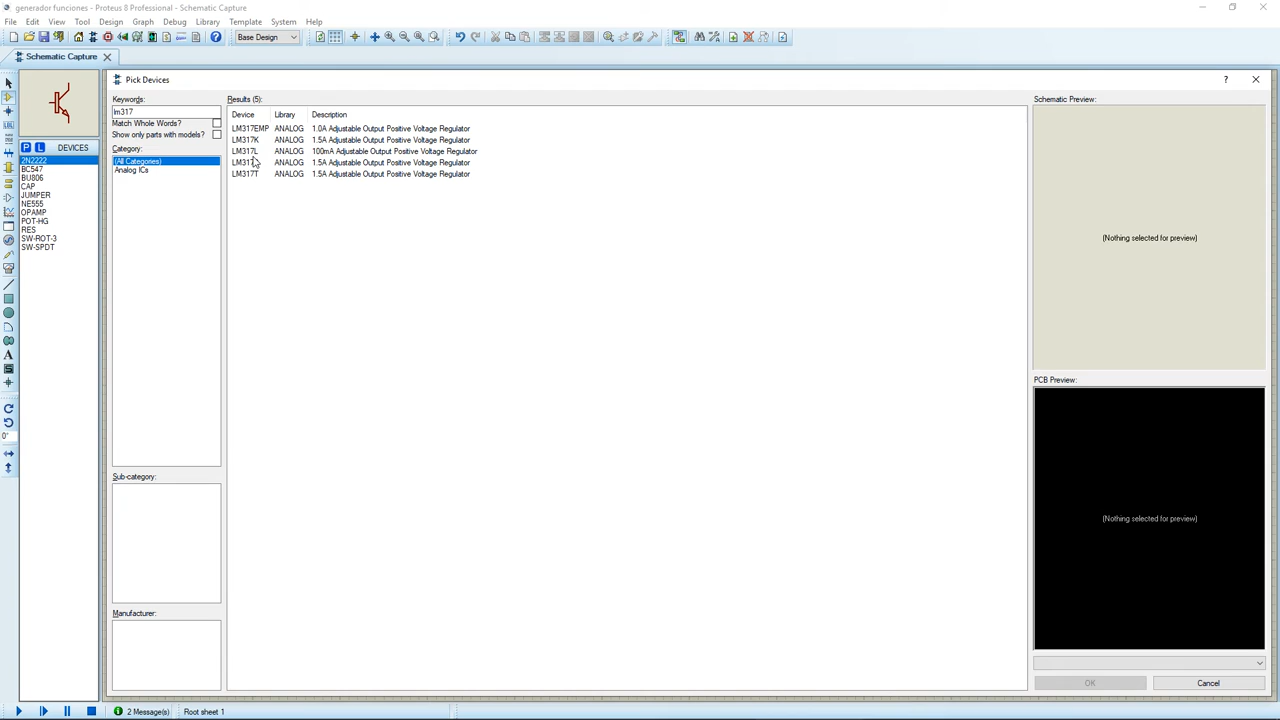 generador funciones - Proteus 8 Professional - Schematic Capture
File Edit View Tool Design Graph Debug Library Template System Help
Base Design
Schematic Capture
Pick Devices
Keywords:
lm317
Match Whole Words?
Show only parts with models?
Category:
(All Categories)
Analog ICs
Sub-category:
Manufacturer:
P L DEVICES
2N2222
BC547
BU806
CAP
JUMPER
NE555
OPAMP
POT-HG
RES
SW-ROT-3
SW-SPDT
Results (5):
Device Library Description
LM317EMP ANALOG 1.0A Adjustable Output Positive Voltage Regulator
LM317K ANALOG 1.5A Adjustable Output Positive Voltage Regulator
LM317L ANALOG 100mA Adjustable Output Positive Voltage Regulator
ANALOG 1.5A Adjustable Output Positive Voltage Regulator
LM317T ANALOG 1.5A Adjustable Output Positive Voltage Regulator
Schematic Preview:
(Nothing selected for preview)
PCB Preview:
(Nothing selected for preview)
OK Cancel
0°
2 Message(s) Root sheet 1